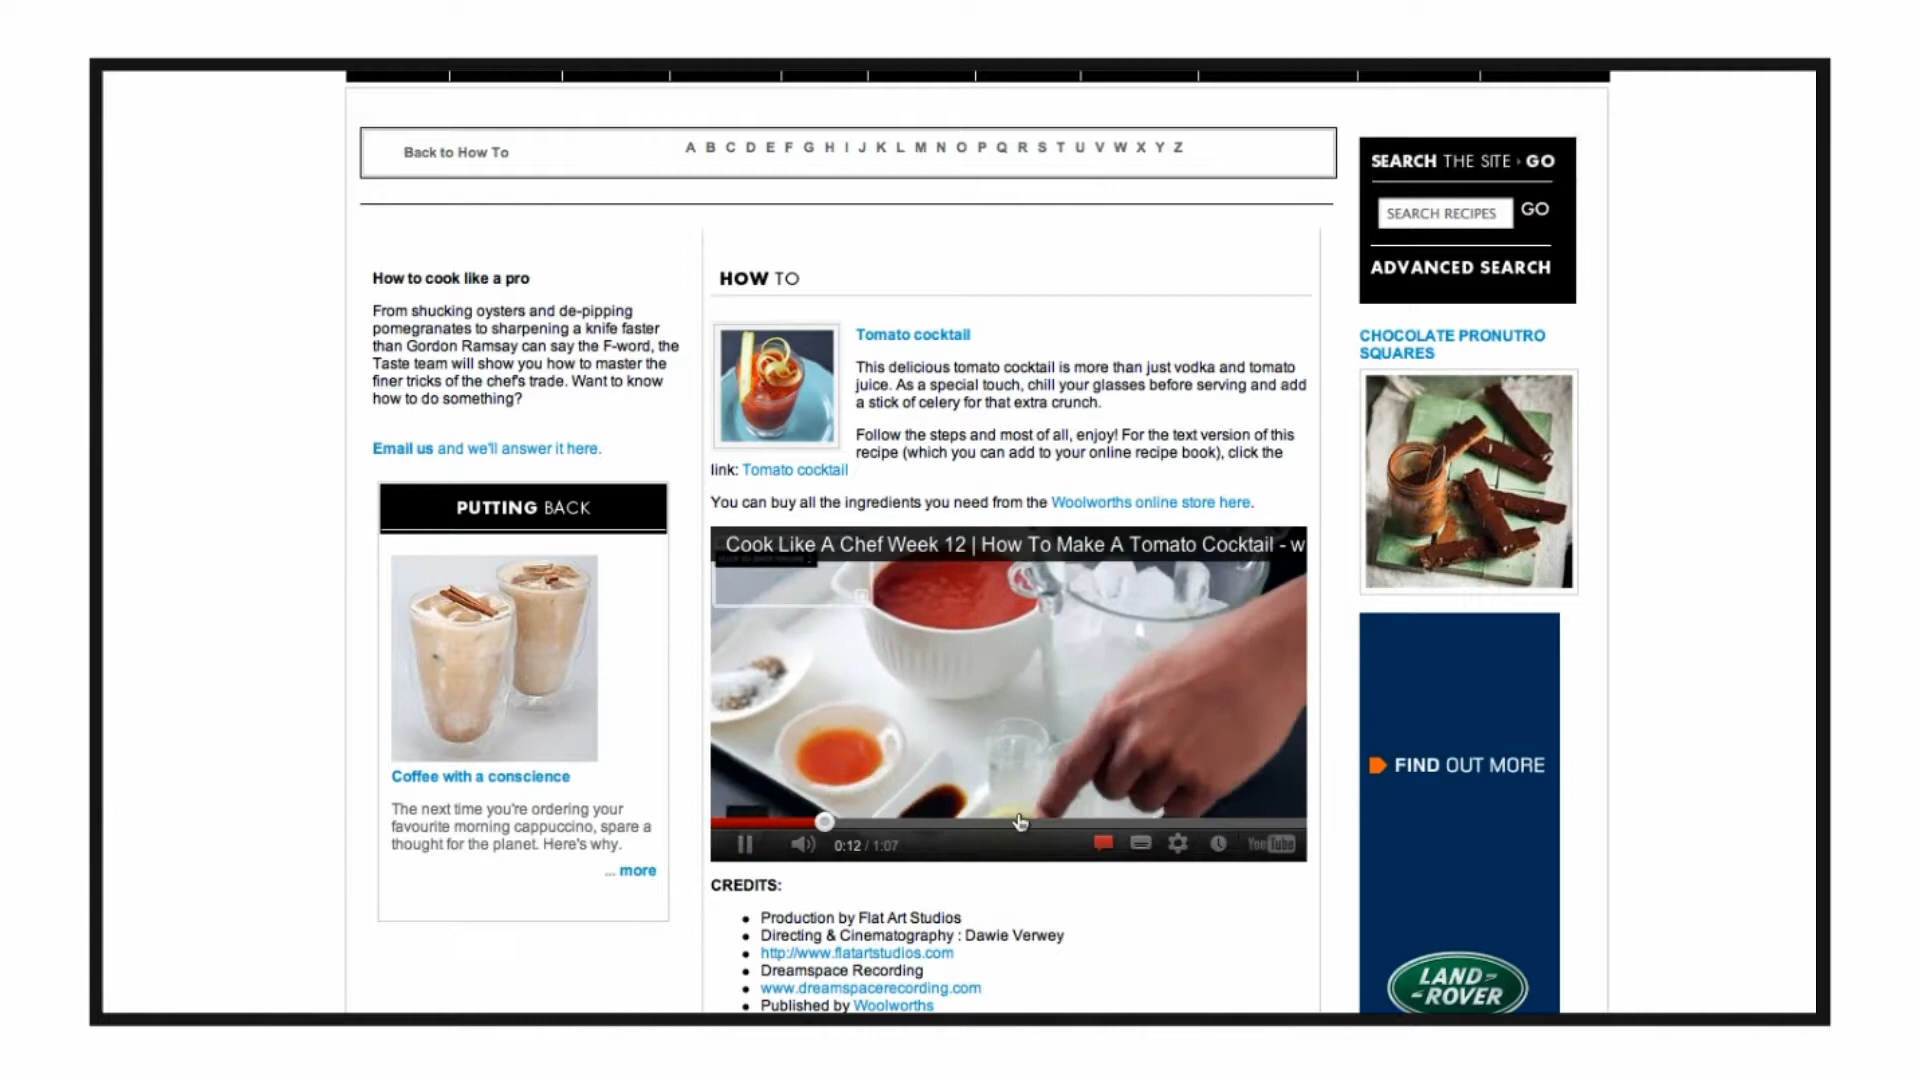 Back to How To
A B C D E F G H I J K L M N O P Q R S T U V W X Y Z
SEARCH THE SITE › GO
SEARCH RECIPES GO
ADVANCED SEARCH
How to cook like a pro
From shucking oysters and de-pipping
pomegranates to sharpening a knife faster
than Gordon Ramsay can say the F-word, the
Taste team will show you how to master the
finer tricks of the chef's trade. Want to know
how to do something?
Email us and we'll answer it here.
PUTTING BACK
Coffee with a conscience
The next time you're ordering your
favourite morning cappuccino, spare a
thought for the planet. Here's why.
... more
HOW TO
Tomato cocktail
This delicious tomato cocktail is more than just vodka and tomato
juice. As a special touch, chill your glasses before serving and add
a stick of celery for that extra crunch.
Follow the steps and most of all, enjoy! For the text version of this
recipe (which you can add to your online recipe book), click the
link: Tomato cocktail
You can buy all the ingredients you need from the Woolworths online store here.
Cook Like A Chef Week 12 | How To Make A Tomato Cocktail - w
0:12 / 1:07
YouTube
CREDITS:
Production by Flat Art Studios
Directing & Cinematography : Dawie Verwey
http://www.flatartstudios.com
Dreamspace Recording
www.dreamspacerecording.com
Published by Woolworths
CHOCOLATE PRONUTRO
SQUARES
FIND OUT MORE
LAND-
-ROVER